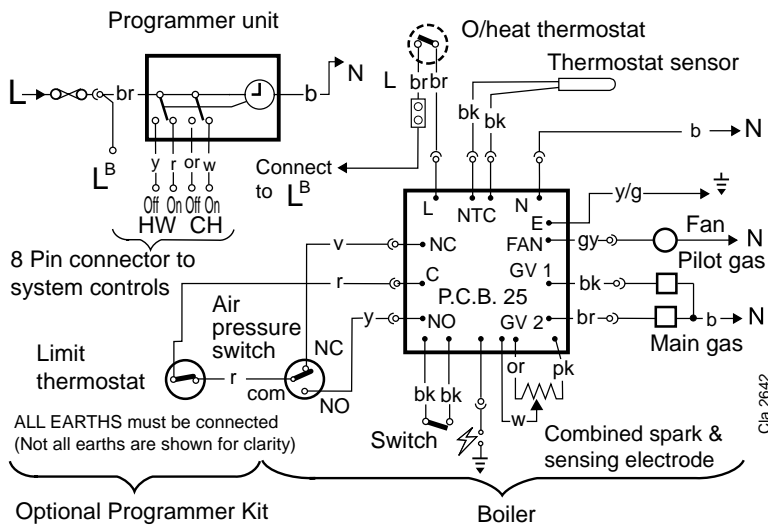 Programmer unit
O/heat thermostat
Thermostat sensor
L
br
b
N
L
br
br
bk
bk
b
N
L B
y r or w
Off On Off On
HW CH
Connect
to L B
8 Pin connector to
system controls
L
NTC
N
E
y/g
NC
FAN
gy
Fan
N
C
GV 1
bk
Pilot gas
P.C.B. 25
NO
GV 2
br
b
N
Main gas
v
r
y
Air
pressure
switch
NC
Limit
thermostat
r
com
NO
bk
bk
w
or
pk
Switch
Combined spark &
sensing electrode
ALL EARTHS must be connected
(Not all earths are shown for clarity)
Cla 2642
Optional Programmer Kit
Boiler